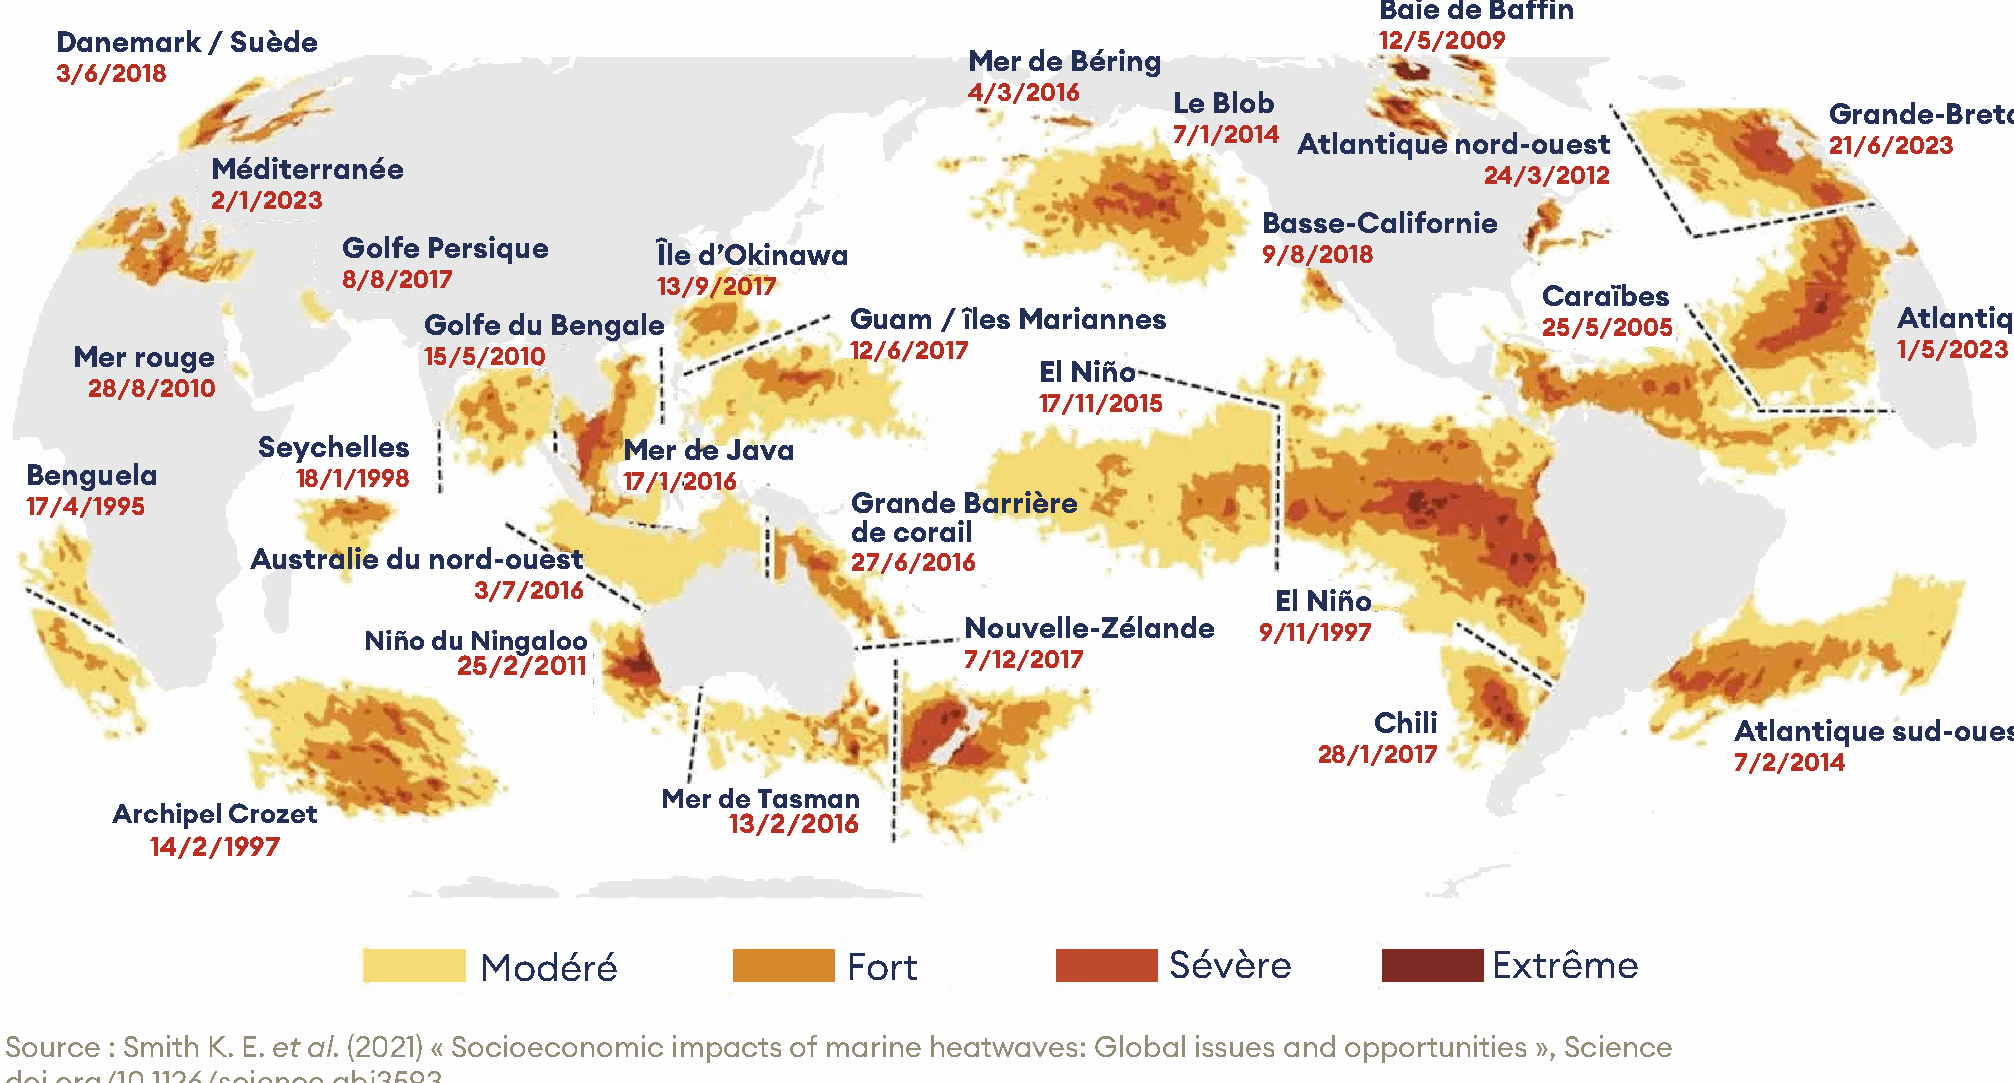 Baie de Baffin
12/5/2009
Danemark / Suède
3/6/2018
Mer de Béring
4/3/2016
Le Blob
7/1/2014
Grande-Breta
21/6/2023
Atlantique nord-ouest
24/3/2012
Méditerranée
2/1/2023
Basse-Californie
9/8/2018
Golfe Persique
8/8/2017
Île d’Okinawa
13/9/2017
Caraïbes
25/5/2005
Golfe du Bengale
15/5/2010
Guam / îles Mariannes
12/6/2017
Atlantiq
1/5/2023
Mer rouge
28/8/2010
El Niño
17/11/2015
Seychelles
18/1/1998
Mer de Java
17/1/2016
Benguela
17/4/1995
Grande Barrière
de corail
27/6/2016
Australie du nord-ouest
3/7/2016
El Niño
9/11/1997
Niño du Ningaloo
25/2/2011
Nouvelle-Zélande
7/12/2017
Chili
28/1/2017
Atlantique sud-oues
7/2/2014
Mer de Tasman
13/2/2016
Archipel Crozet
14/2/1997
Modéré
Fort
Sévère
Extrême
Source : Smith K. E. et al. (2021) « Socioeconomic impacts of marine heatwaves: Global issues and opportunities », Science
doi.org/10.1126/science.abj3593